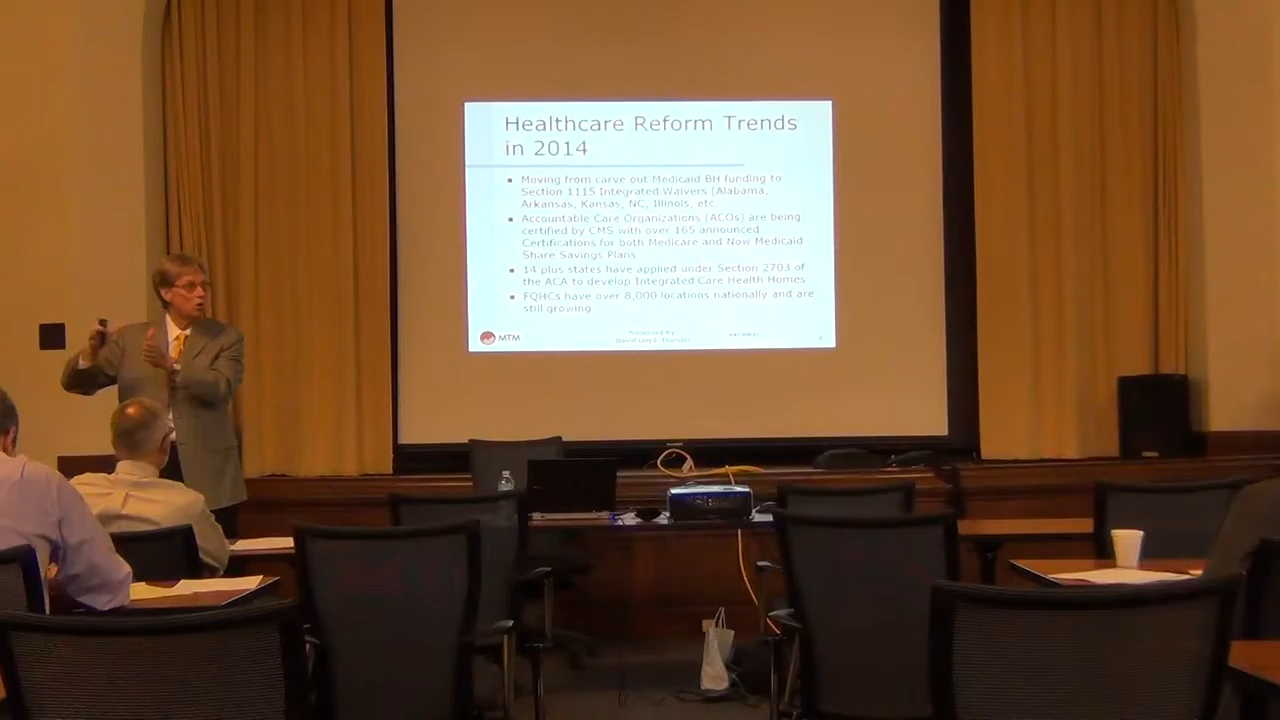 Healthcare Reform Trends
in 2014
Moving from carve out Medicaid BH funding to
Section 1115 Integrated Waivers (Alabama,
Arkansas, Kansas, NC, Illinois, etc.
Accountable Care Organizations (ACOs) are being
certified by CMS with over 165 announced
Certifications for both Medicare and Now Medicaid
Share Savings Plans
14 plus states have applied under Section 2703 of
the ACA to develop Integrated Care Health Homes
FQHCs have over 8,000 locations nationally and are
still growing
MTM
Presented By:
David Lloyd, Founder